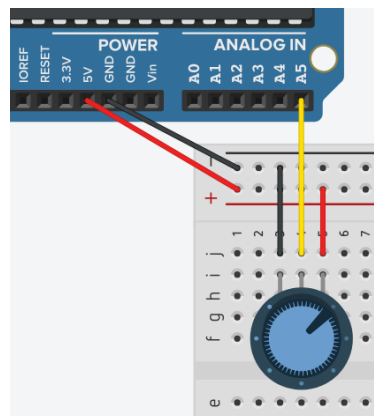 POWER
ANALOG IN
IOREF
RESET
3.3V
5V
GND
GND
Vin
A0
A1
A2
A3
A4
A5
-
+
1 2 3 4 5 6 7
j
i
h
g
f
e